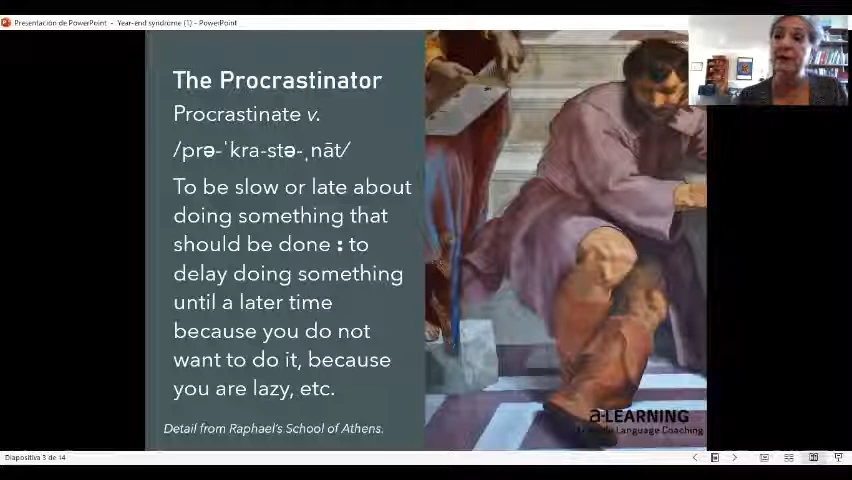 Presentación de PowerPoint - Year-end syndrome (1) - PowerPoint
The Procrastinator
Procrastinate v.
/prə-ˈkra-stə-ˌnāt/
To be slow or late about
doing something that
should be done : to
delay doing something
until a later time
because you do not
want to do it, because
you are lazy, etc.
Detail from Raphael's School of Athens.
a-LEARNING
Language Coaching
Diapositiva 3 de 14